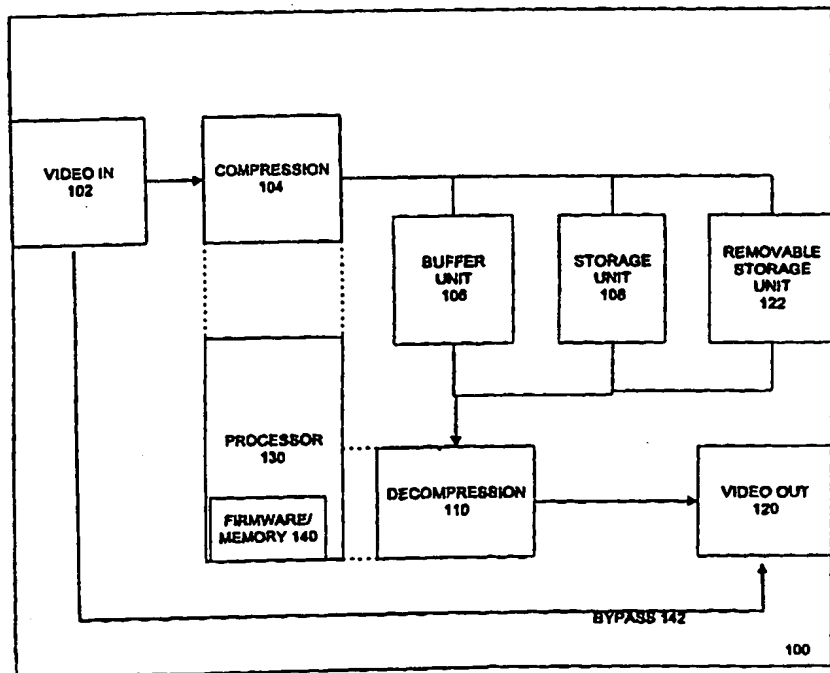 VIDEO IN
102
COMPRESSION
104
BUFFER
UNIT
106
STORAGE
UNIT
108
REMOVABLE
STORAGE
UNIT
122
PROCESSOR
130
FIRMWARE/
MEMORY 140
DECOMPRESSION
110
VIDEO OUT
120
BYPASS 142
100